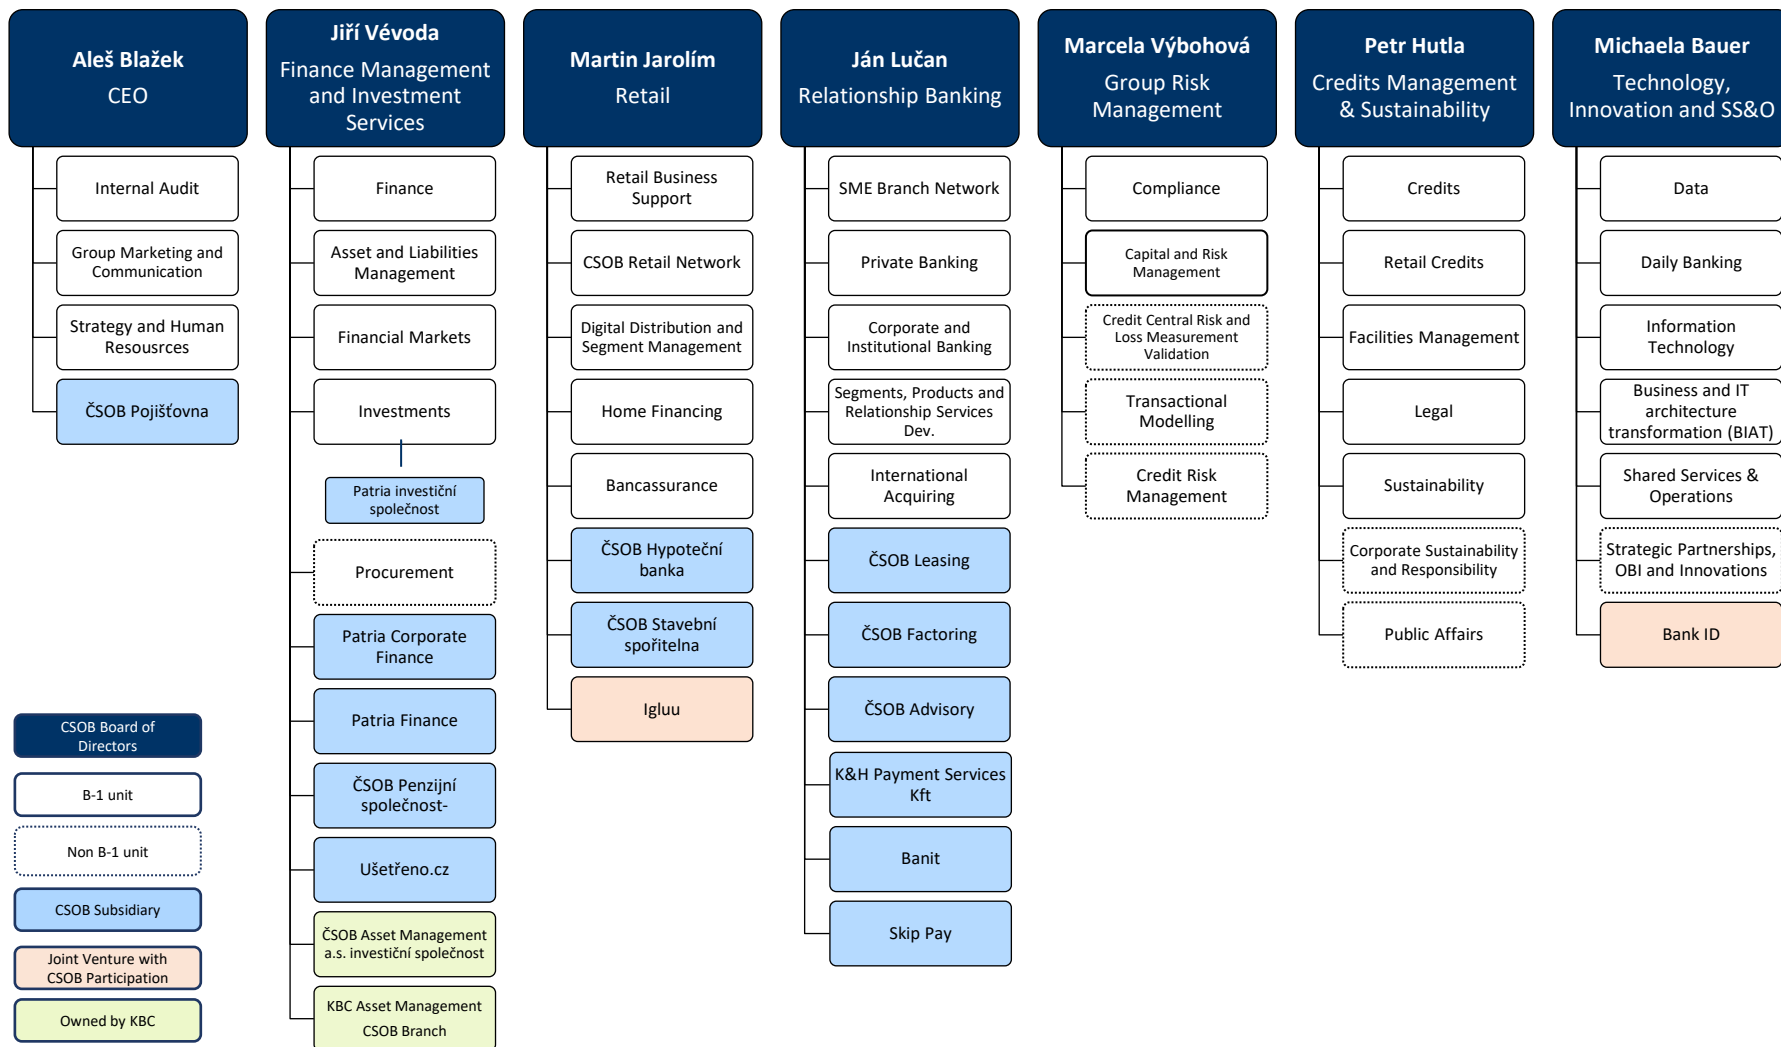 Aleš Blažek
CEO
Internal Audit
Group Marketing and
Communication
Strategy and Human
Resousrces
ČSOB Pojišťovna
Jiří Vévoda
Finance Management
and Investment
Services
Finance
Asset and Liabilities
Management
Financial Markets
Investments
Patria investiční
společnost
Procurement
Patria Corporate
Finance
Patria Finance
ČSOB Penzijní
společnost-
Ušetřeno.cz
ČSOB Asset Management
a.s. investiční společnost
KBC Asset Management
CSOB Branch
Martin Jarolím
Retail
Retail Business
Support
CSOB Retail Network
Digital Distribution and
Segment Management
Home Financing
Bancassurance
ČSOB Hypoteční
banka
ČSOB Stavební
spořitelna
Igluu
Ján Lučan
Relationship Banking
SME Branch Network
Private Banking
Corporate and
Institutional Banking
Segments, Products and
Relationship Services
Dev.
International
Acquiring
ČSOB Leasing
ČSOB Factoring
ČSOB Advisory
K&H Payment Services
Kft
Banit
Skip Pay
Marcela Výbohová
Group Risk
Management
Compliance
Capital and Risk
Management
Credit Central Risk and
Loss Measurement
Validation
Transactional
Modelling
Credit Risk
Management
Petr Hutla
Credits Management
& Sustainability
Credits
Retail Credits
Facilities Management
Legal
Sustainability
Corporate Sustainability
and Responsibility
Public Affairs
Michaela Bauer
Technology,
Innovation and SS&O
Data
Daily Banking
Information
Technology
Business and IT
architecture
transformation (BIAT)
Shared Services &
Operations
Strategic Partnerships,
OBI and Innovations
Bank ID
CSOB Board of
Directors
B-1 unit
Non B-1 unit
CSOB Subsidiary
Joint Venture with
CSOB Participation
Owned by KBC